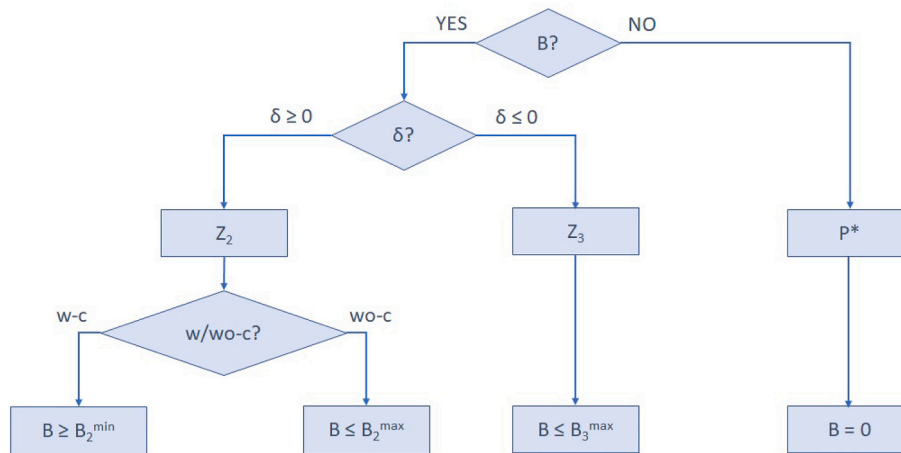 YES
B?
NO
δ ≥ 0
δ?
δ ≤ 0
Z₂
Z₃
P*
w-c
w/wo-c?
wo-c
B ≥ B₂ᵐⁱⁿ
B ≤ B₂ᵐᵃˣ
B ≤ B₃ᵐᵃˣ
B = 0